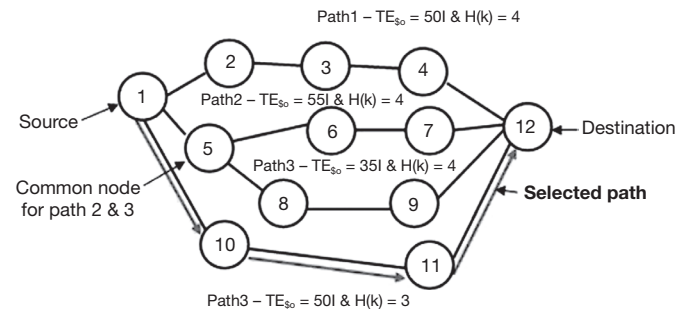 Path1 – TE$o = 50I & H(k) = 4
2
3
4
1
Path2 – TE$o = 55I & H(k) = 4
Source
6
7
12
Destination
5
Path3 – TE$o = 35I & H(k) = 4
Common node
for path 2 & 3
8
9
Selected path
10
11
Path3 – TE$o = 50I & H(k) = 3